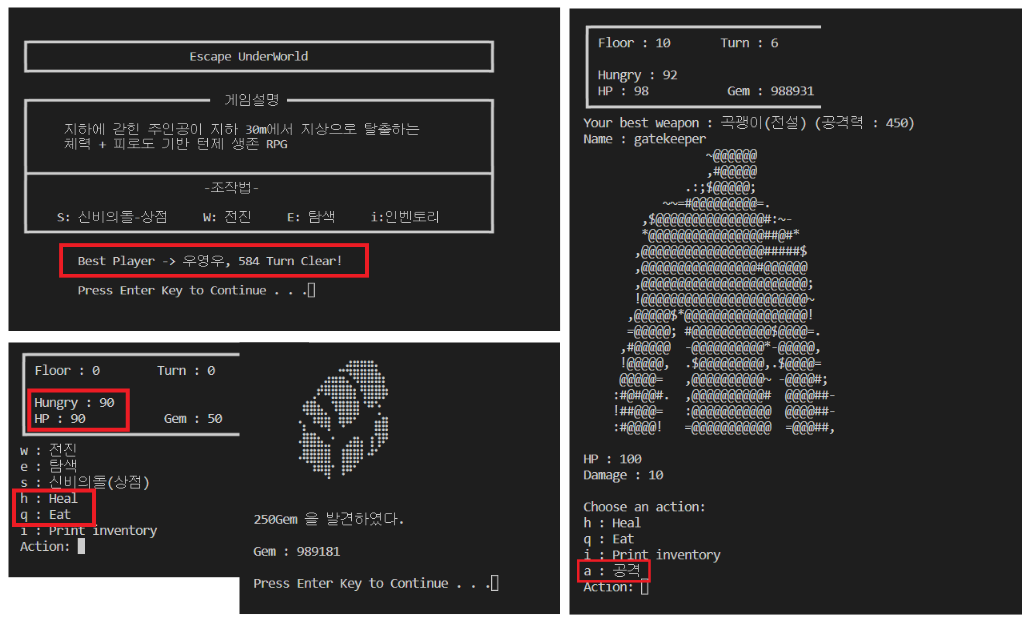 Escape UnderWorld
게임설명
지하에 갇힌 주인공이 지하 30m에서 지상으로 탈출하는
체력 + 피로도 기반 턴제 생존 RPG
-조작법-
S: 신비의돌-상점 W: 전진 E: 탐색 i:인벤토리
Best Player -> 우영우, 584 Turn Clear!
Press Enter Key to Continue . . .
Floor : 0 Turn : 0
Hungry : 90
HP : 90 Gem : 50
w : 전진
e : 탐색
s : 신비의돌(상점)
h : Heal
q : Eat
i : Print inventory
Action:
250Gem 을 발견하였다.
Gem : 989181
Press Enter Key to Continue . . .
Floor : 10 Turn : 6
Hungry : 92
HP : 98 Gem : 988931
Your best weapon : 곡괭이(전설) (공격력 : 450)
Name : gatekeeper
HP : 100
Damage : 10
Choose an action:
h : Heal
q : Eat
i : Print inventory
a : 공격
Action: